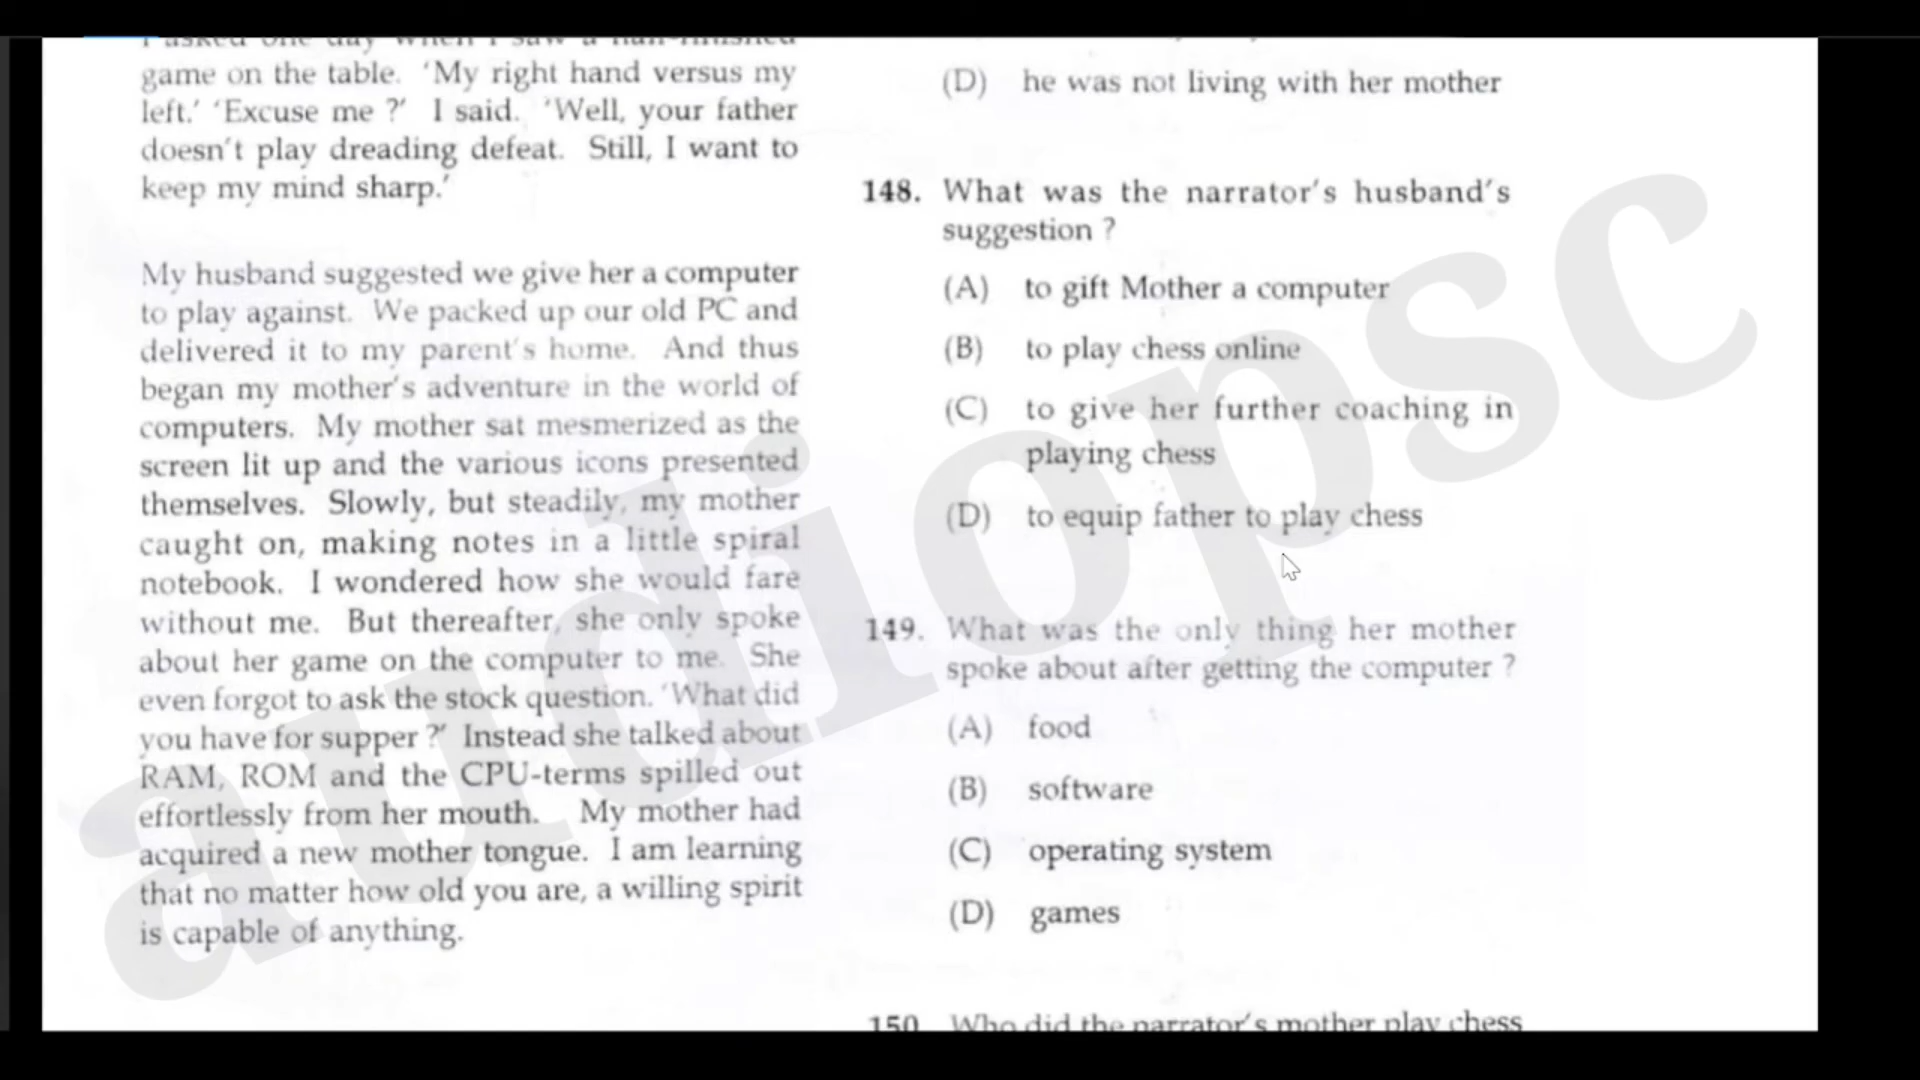 I asked one day when I saw a half-finished
game on the table. 'My right hand versus my
left.' 'Excuse me ?' I said. 'Well, your father
doesn't play dreading defeat. Still, I want to
keep my mind sharp.'
My husband suggested we give her a computer
to play against. We packed up our old PC and
delivered it to my parent's home. And thus
began my mother's adventure in the world of
computers. My mother sat mesmerized as the
screen lit up and the various icons presented
themselves. Slowly, but steadily, my mother
caught on, making notes in a little spiral
notebook. I wondered how she would fare
without me. But thereafter, she only spoke
about her game on the computer to me. She
even forgot to ask the stock question. 'What did
you have for supper ?' Instead she talked about
RAM, ROM and the CPU-terms spilled out
effortlessly from her mouth. My mother had
acquired a new mother tongue. I am learning
that no matter how old you are, a willing spirit
is capable of anything.
(D) he was not living with her mother
148. What was the narrator's husband's
suggestion ?
(A) to gift Mother a computer
(B) to play chess online
(C) to give her further coaching in
playing chess
(D) to equip father to play chess
149. What was the only thing her mother
spoke about after getting the computer ?
(A) food
(B) software
(C) operating system
(D) games
150. Who did the narrator's mother play chess
audiopsc